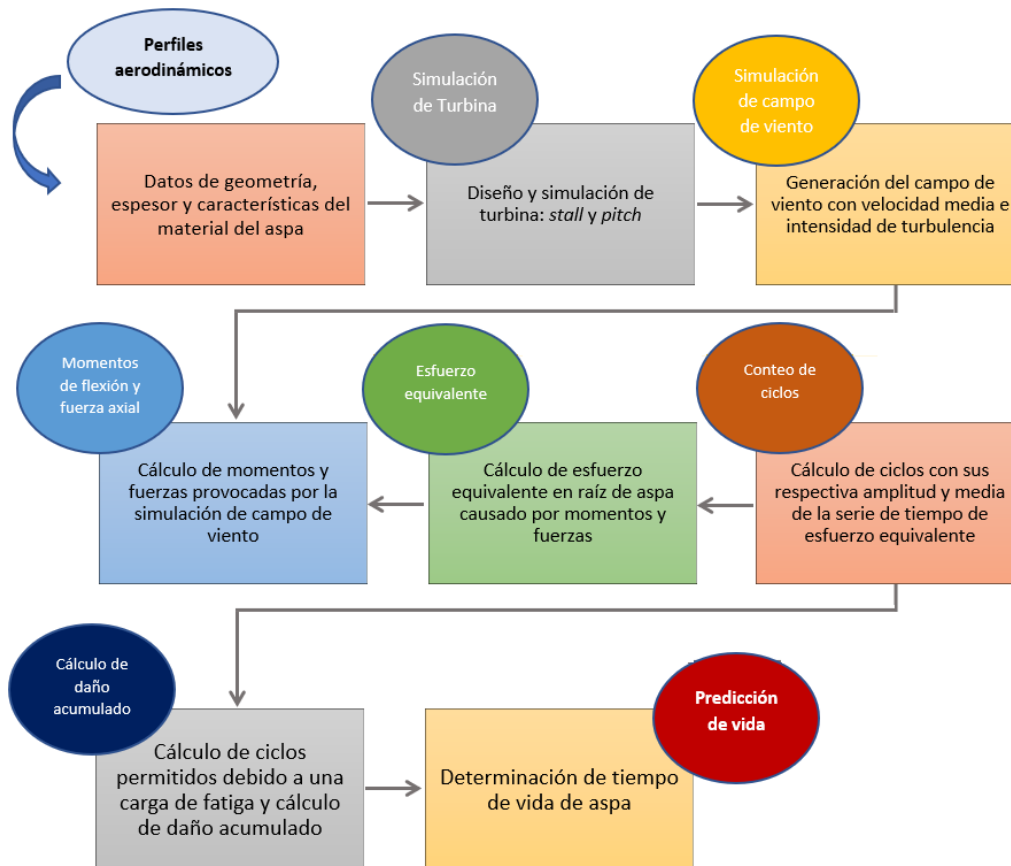 Perfiles
aerodinámicos
Datos de geometría,
espesor y características del
material del aspa
Simulación
de Turbina
Diseño y simulación de
turbina: stall y pitch
Simulación
de campo
de viento
Generación del campo de
viento con velocidad media e
intensidad de turbulencia
Momentos
de flexión y
fuerza axial
Cálculo de momentos y
fuerzas provocadas por la
simulación de campo de
viento
Esfuerzo
equivalente
Cálculo de esfuerzo
equivalente en raíz de aspa
causado por momentos y
fuerzas
Conteo de
ciclos
Cálculo de ciclos con sus
respectiva amplitud y media
de la serie de tiempo de
esfuerzo equivalente
Cálculo de
daño
acumulado
Cálculo de ciclos
permitidos debido a una
carga de fatiga y cálculo
de daño acumulado
Predicción
de vida
Determinación de tiempo
de vida de aspa